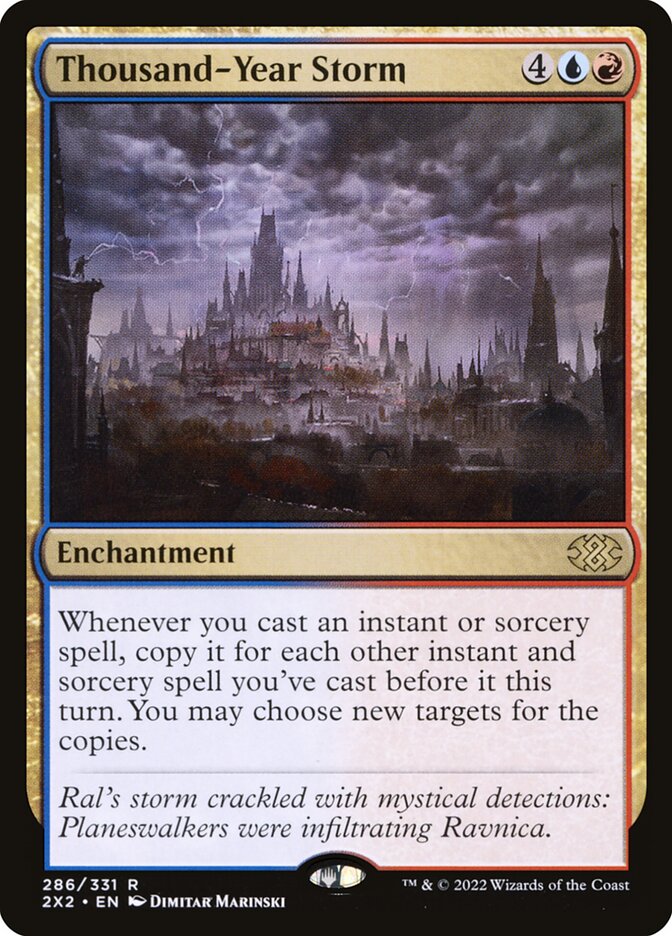 Thousand-Year Storm 4
Enchantment
Whenever you cast an instant or sorcery
spell, copy it for each other instant and
sorcery spell you've cast before it this
turn. You may choose new targets for the
copies.
Ral's storm crackled with mystical detections:
Planeswalkers were infiltrating Ravnica.
286/331 R
2X2 • EN Dimitar Marinski
™ & © 2022 Wizards of the Coast